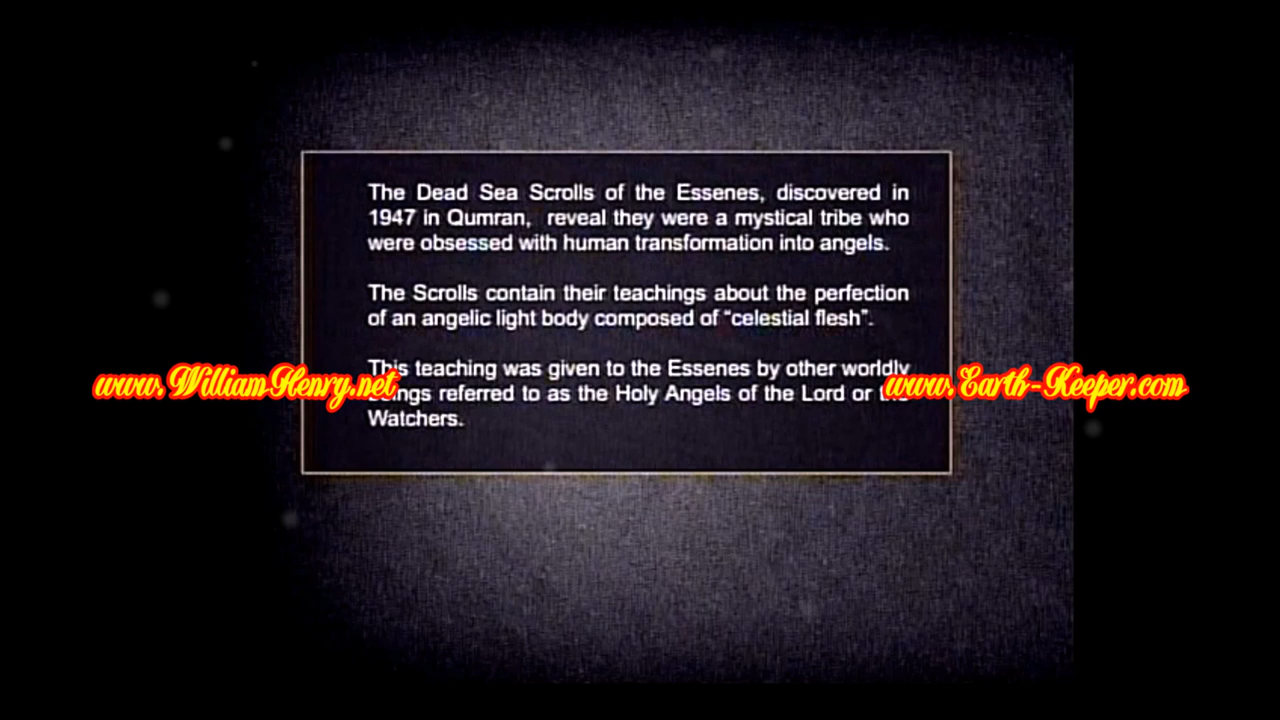 The Dead Sea Scrolls of the Essenes, discovered in
1947 in Qumran, reveal they were a mystical tribe who
were obsessed with human transformation into angels.
The Scrolls contain their teachings about the perfection
of an angelic light body composed of “celestial flesh”.
This teaching was given to the Essenes by other worldly
www.WilliamHenry.net
www.Earth-Keeper.com
referred to as the Holy Angels of the Lord or
Watchers.